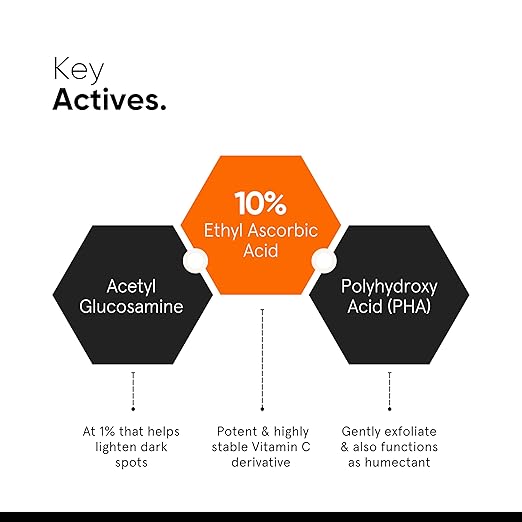 Key
Actives.
10%
Ethyl Ascorbic
Acid
Acetyl
Glucosamine
Polyhydroxy
Acid (PHA)
At 1% that helps
lighten dark
spots
Potent & highly
stable Vitamin C
derivative
Gently exfoliate
& also functions
as humectant